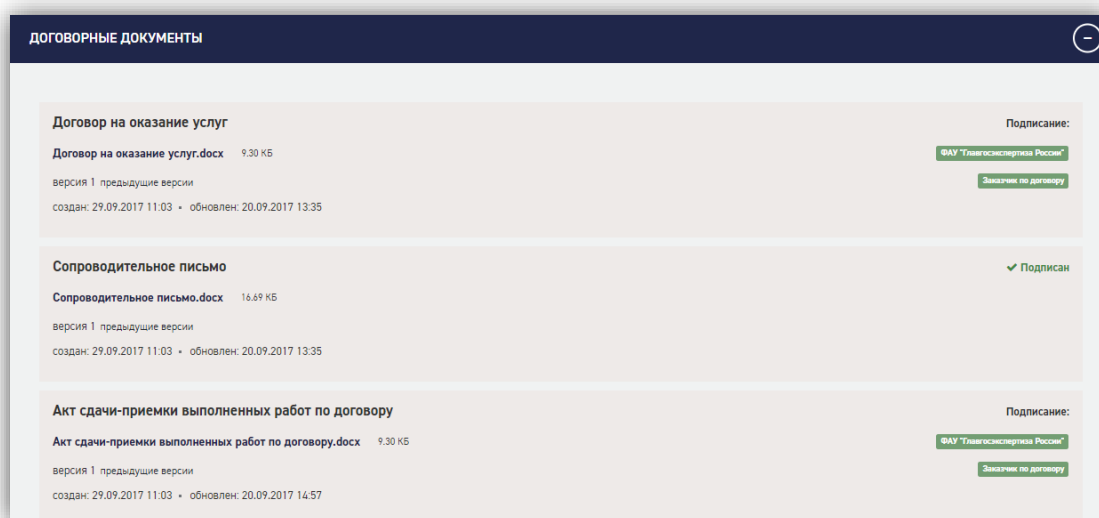 ДОГОВОРНЫЕ ДОКУМЕНТЫ
Договор на оказание услуг Подписание:
Договор на оказание услуг.docx 9.30 КБ ФАУ "Главгосэкспертиза России"
версия 1 предыдущие версии Заказчик по договору
создан: 29.09.2017 11:03 • обновлен: 20.09.2017 13:35
Сопроводительное письмо ✔ Подписан
Сопроводительное письмо.docx 16.69 КБ
версия 1 предыдущие версии
создан: 29.09.2017 11:03 • обновлен: 20.09.2017 13:35
Акт сдачи-приемки выполненных работ по договору Подписание:
Акт сдачи-приемки выполненных работ по договору.docx 9.30 КБ ФАУ "Главгосэкспертиза России"
версия 1 предыдущие версии Заказчик по договору
создан: 29.09.2017 11:03 • обновлен: 20.09.2017 14:57